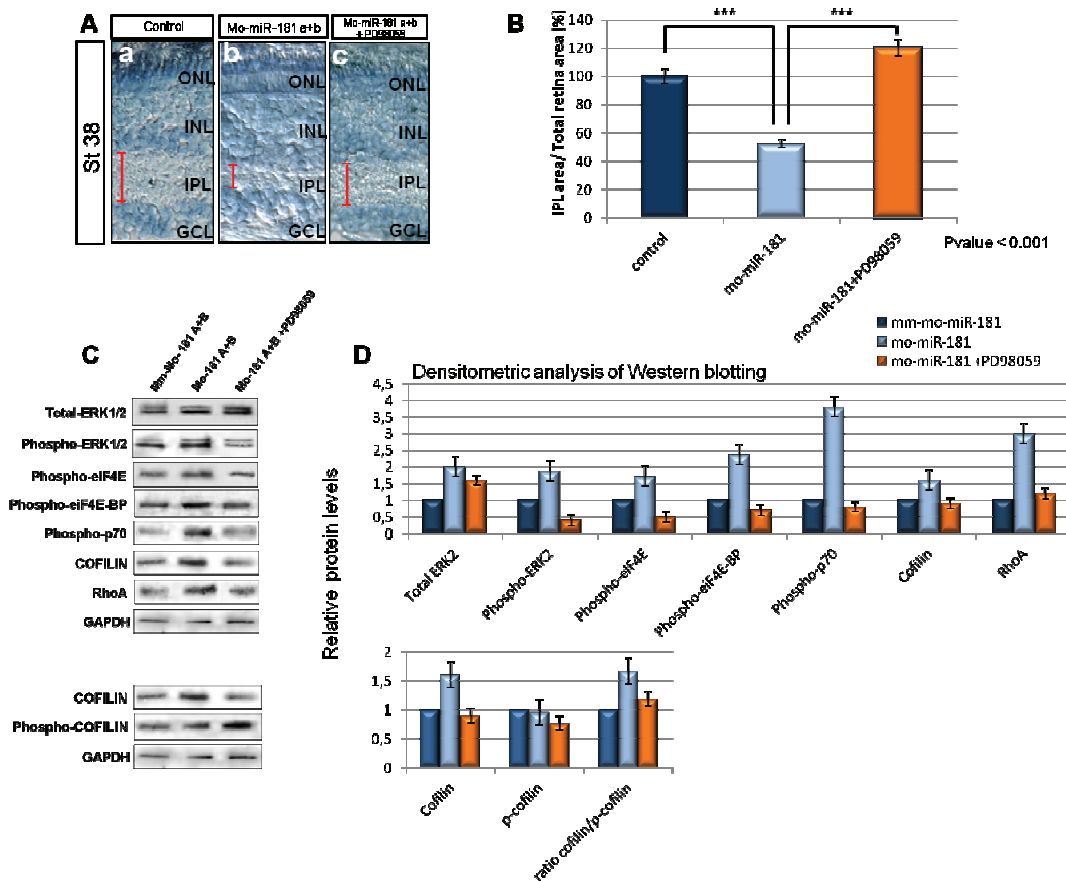 A
Control
Mo-miR-181 a+b
Mo-miR-181 a+b
+PD98059
St 38
a
ONL
INL
IPL
GCL
b
ONL
INL
IPL
GCL
c
ONL
INL
IPL
GCL
B
***
***
IPL area/ Total retina area [%]
140
120
100
80
60
40
20
0
control
mo-miR-181
mo-miR-181+PD98059
Pvalue < 0.001
C
Mm-Mo-181 A+B
Mo-181 A+B
Mo-181 A+B +PD98059
Total-ERK1/2
Phospho-ERK1/2
Phospho-eiF4E
Phospho-eiF4E-BP
Phospho-p70
COFILIN
RhoA
GAPDH
COFILIN
Phospho-COFILIN
GAPDH
D
mm-mo-miR-181
mo-miR-181
mo-miR-181 +PD98059
Densitometric analysis of Western blotting
Relative protein levels
4,5
4
3,5
3
2,5
2
1,5
1
0,5
0
Total ERK2
Phospho-ERK2
Phospho-eiF4E
Phospho-eiF4E-BP
Phospho-p70
Cofilin
RhoA
2
1,5
1
0,5
0
Cofilin
p-cofilin
ratio cofilin/p-cofilin